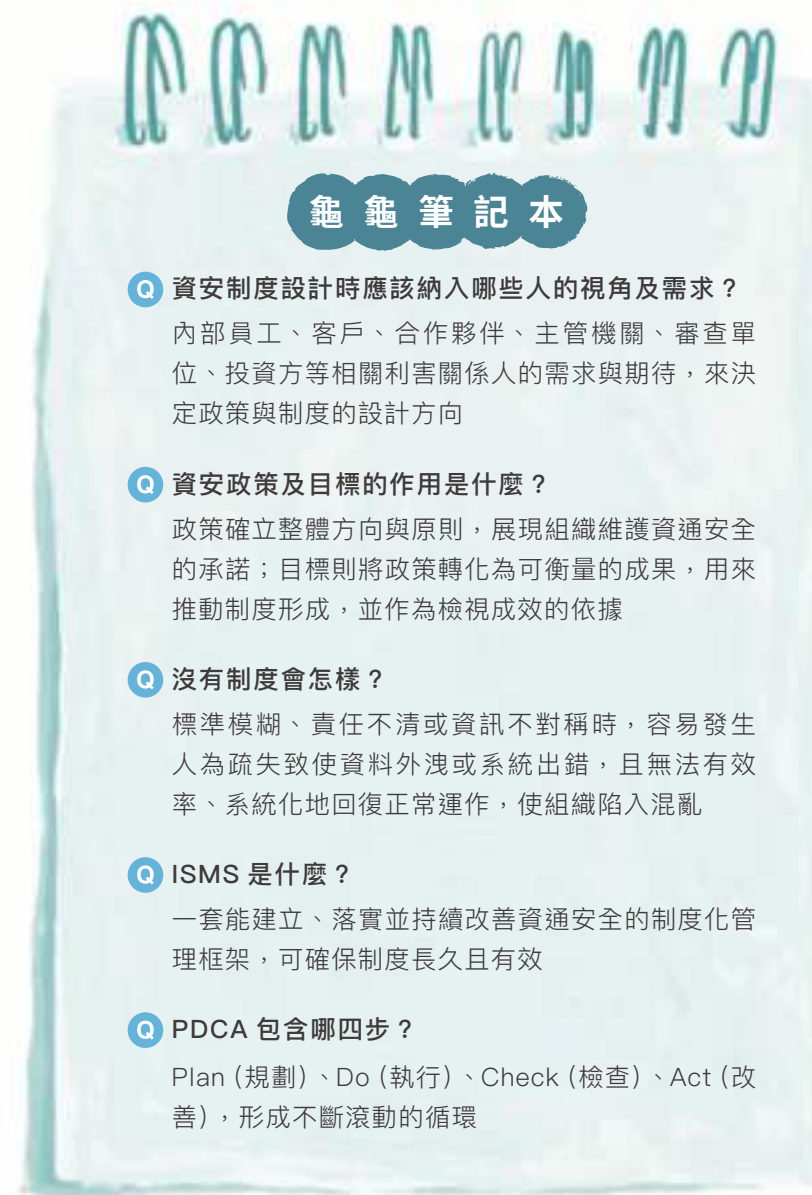 龜龜筆記本
Q 資安制度設計時應該納入哪些人的視角及需求？
內部員工、客戶、合作夥伴、主管機關、審查單
位、投資方等相關利害關係人的需求與期待，來決
定政策與制度的設計方向
Q 資安政策及目標的作用是什麼？
政策確立整體方向與原則，展現組織維護資通安全
的承諾；目標則將政策轉化為可衡量的成果，用來
推動制度形成，並作為檢視成效的依據
Q 沒有制度會怎樣？
標準模糊、責任不清或資訊不對稱時，容易發生
人為疏失致使資料外洩或系統出錯，且無法有效
率、系統化地回復正常運作，使組織陷入混亂
Q ISMS 是什麼？
一套能建立、落實並持續改善資通安全的制度化管
理框架，可確保制度長久且有效
Q PDCA 包含哪四步？
Plan（規劃）、Do（執行）、Check（檢查）、Act（改
善），形成不斷滾動的循環